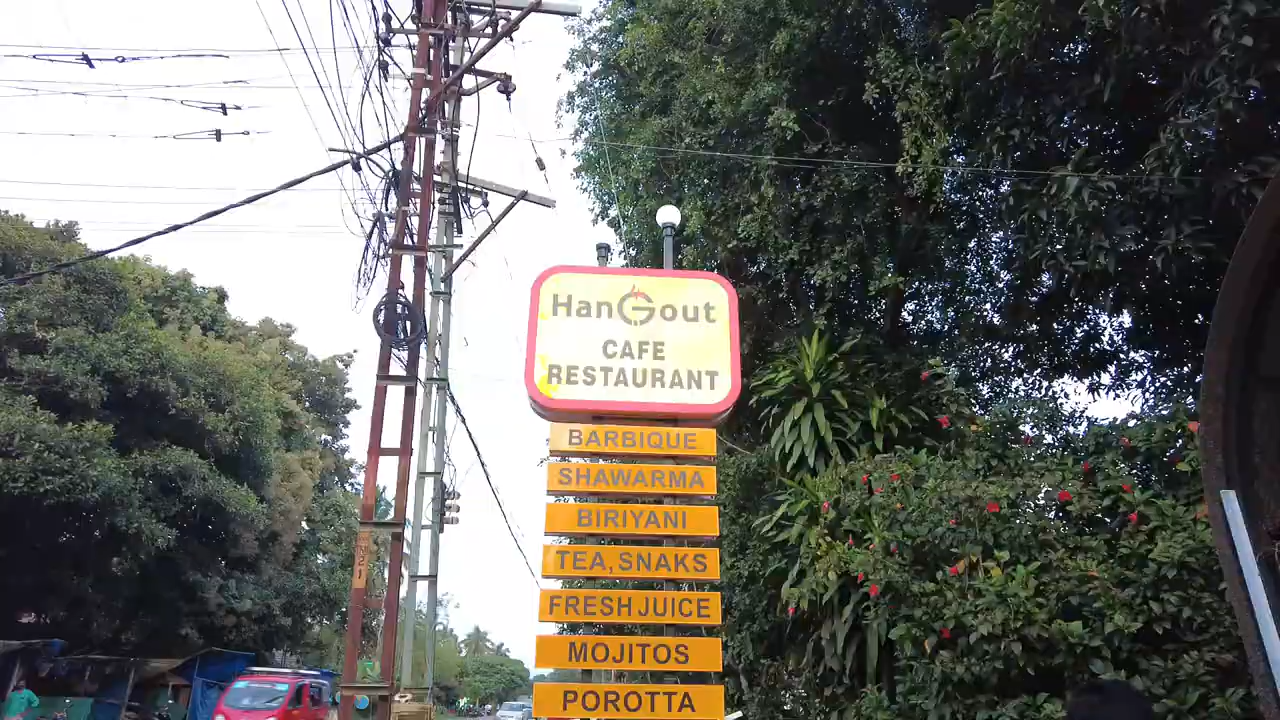 HanGout
CAFE
RESTAURANT
BARBIQUE
SHAWARMA
BIRIYANI
TEA, SNAKS
FRESH JUICE
MOJITOS
POROTTA